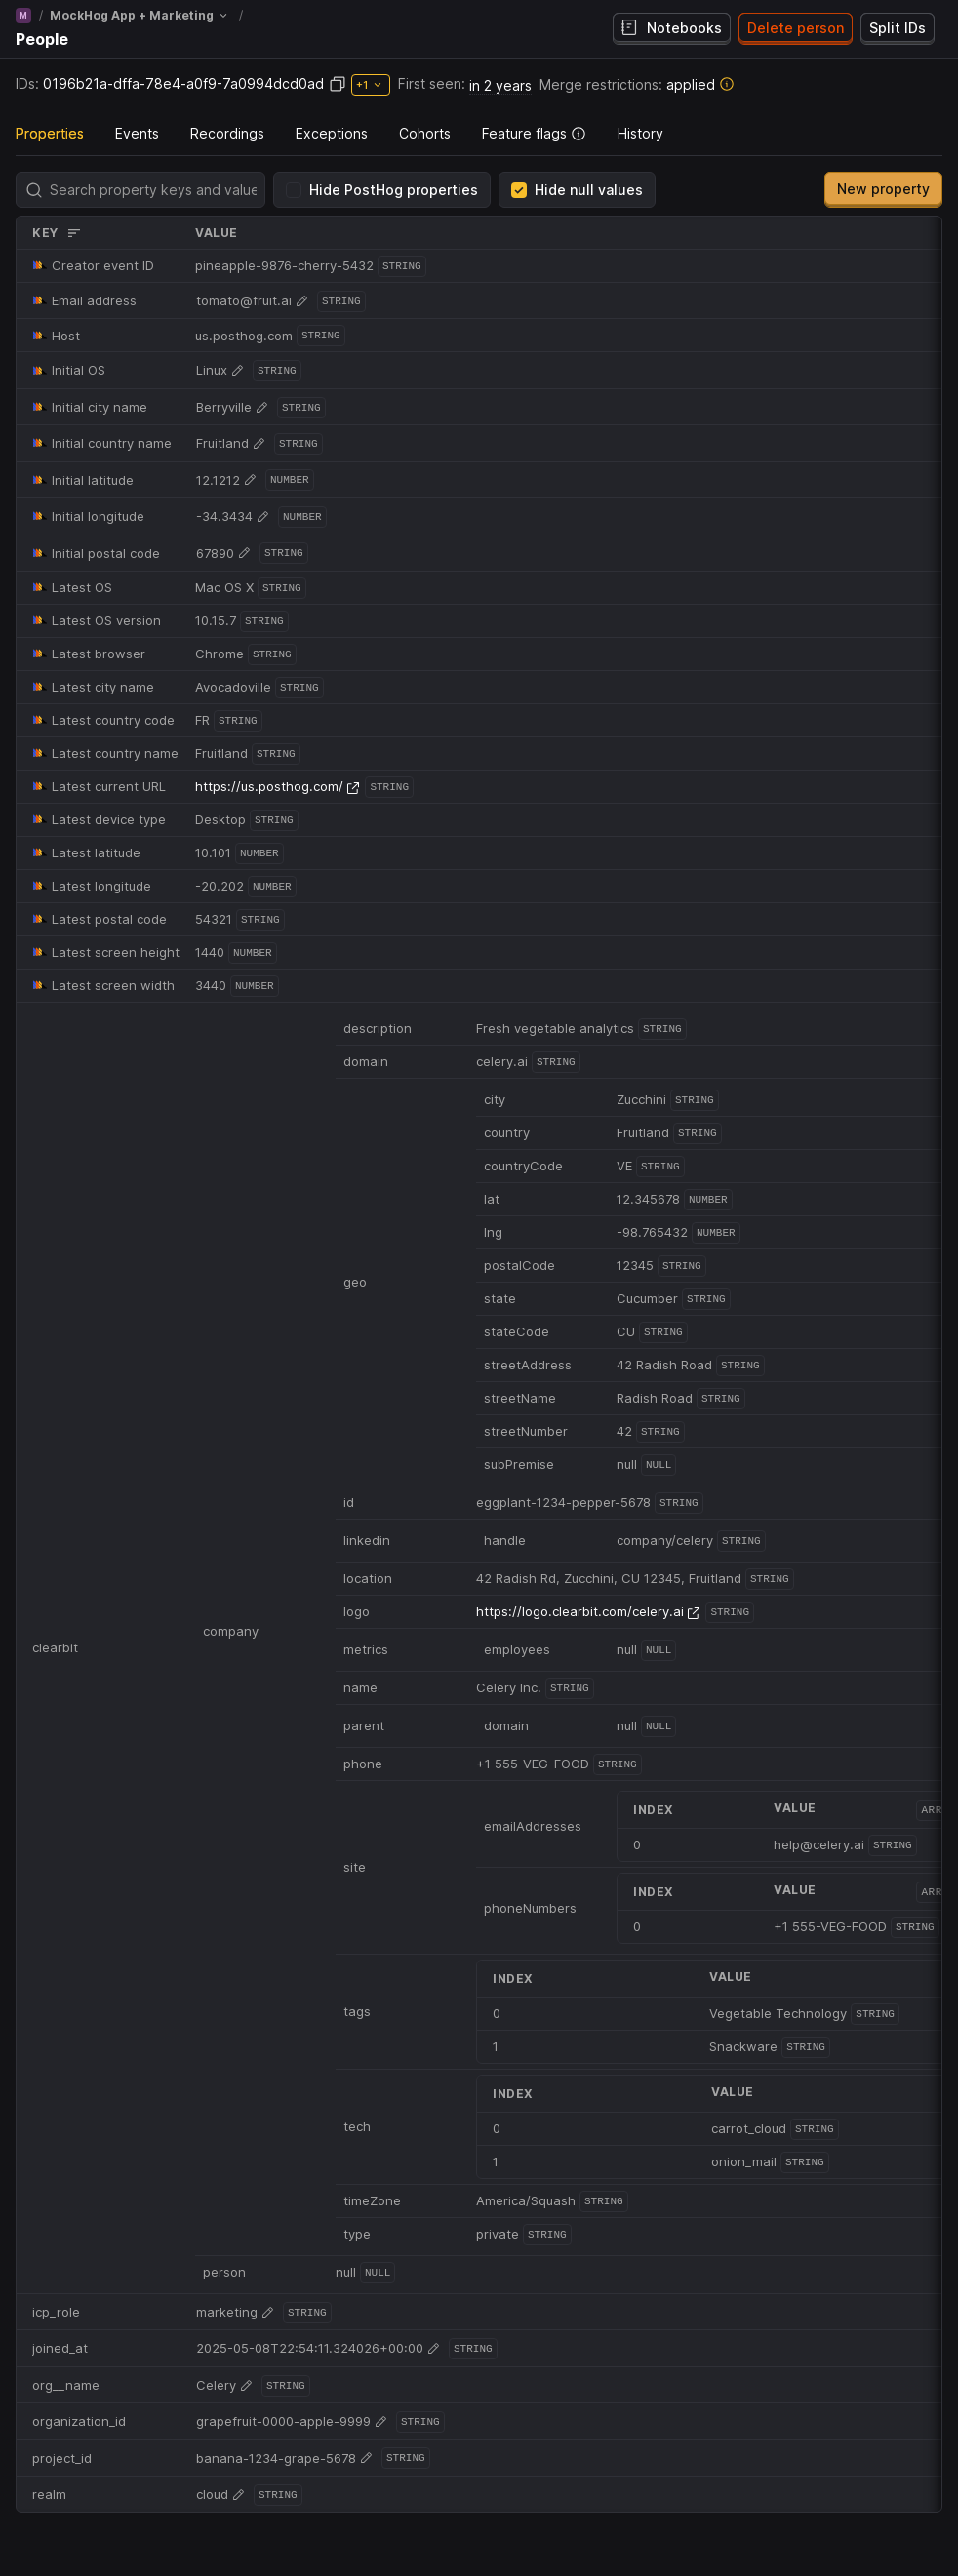 M / MockHog App + Marketing /
People
Notebooks
Delete person
Split IDs
IDs: 0196b21a-dffa-78e4-a0f9-7a0994dcd0ad +1 First seen: in 2 years Merge restrictions: applied
Properties Events Recordings Exceptions Cohorts Feature flags History
Search property keys and value
Hide PostHog properties
Hide null values
New property
KEY VALUE
Creator event ID pineapple-9876-cherry-5432 STRING
Email address tomato@fruit.ai STRING
Host us.posthog.com STRING
Initial OS Linux STRING
Initial city name Berryville STRING
Initial country name Fruitland STRING
Initial latitude 12.1212 NUMBER
Initial longitude -34.3434 NUMBER
Initial postal code 67890 STRING
Latest OS Mac OS X STRING
Latest OS version 10.15.7 STRING
Latest browser Chrome STRING
Latest city name Avocadoville STRING
Latest country code FR STRING
Latest country name Fruitland STRING
Latest current URL https://us.posthog.com/ STRING
Latest device type Desktop STRING
Latest latitude 10.101 NUMBER
Latest longitude -20.202 NUMBER
Latest postal code 54321 STRING
Latest screen height 1440 NUMBER
Latest screen width 3440 NUMBER
description Fresh vegetable analytics STRING
domain celery.ai STRING
city Zucchini STRING
country Fruitland STRING
countryCode VE STRING
lat 12.345678 NUMBER
lng -98.765432 NUMBER
postalCode 12345 STRING
geo
state Cucumber STRING
stateCode CU STRING
streetAddress 42 Radish Road STRING
streetName Radish Road STRING
streetNumber 42 STRING
subPremise null NULL
id eggplant-1234-pepper-5678 STRING
linkedin handle company/celery STRING
location 42 Radish Rd, Zucchini, CU 12345, Fruitland STRING
logo https://logo.clearbit.com/celery.ai STRING
company
clearbit
metrics employees null NULL
name Celery Inc. STRING
parent domain null NULL
phone +1 555-VEG-FOOD STRING
INDEX VALUE ARR
emailAddresses
0 help@celery.ai STRING
site
INDEX VALUE ARR
phoneNumbers
0 +1 555-VEG-FOOD STRING
INDEX VALUE
tags
0 Vegetable Technology STRING
1 Snackware STRING
INDEX VALUE
tech
0 carrot_cloud STRING
1 onion_mail STRING
timeZone America/Squash STRING
type private STRING
person null NULL
icp_role marketing STRING
joined_at 2025-05-08T22:54:11.324026+00:00 STRING
org__name Celery STRING
organization_id grapefruit-0000-apple-9999 STRING
project_id banana-1234-grape-5678 STRING
realm cloud STRING